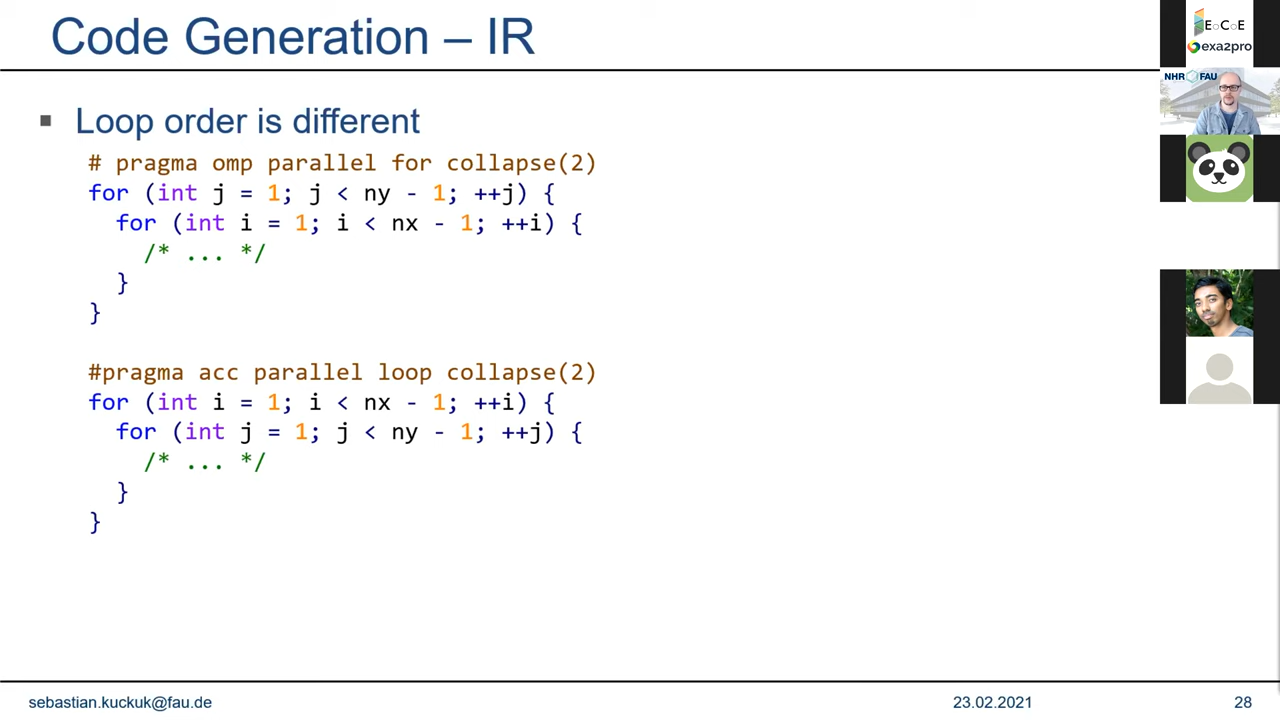 Code Generation – IR
▪ Loop order is different
# pragma omp parallel for collapse(2)
for (int j = 1; j < ny - 1; ++j) {
for (int i = 1; i < nx - 1; ++i) {
/* ... */
}
}
#pragma acc parallel loop collapse(2)
for (int i = 1; i < nx - 1; ++i) {
for (int j = 1; j < ny - 1; ++j) {
/* ... */
}
}
sebastian.kuckuk@fau.de
23.02.2021
28
EoCoE
exa2pro
NHR FAU